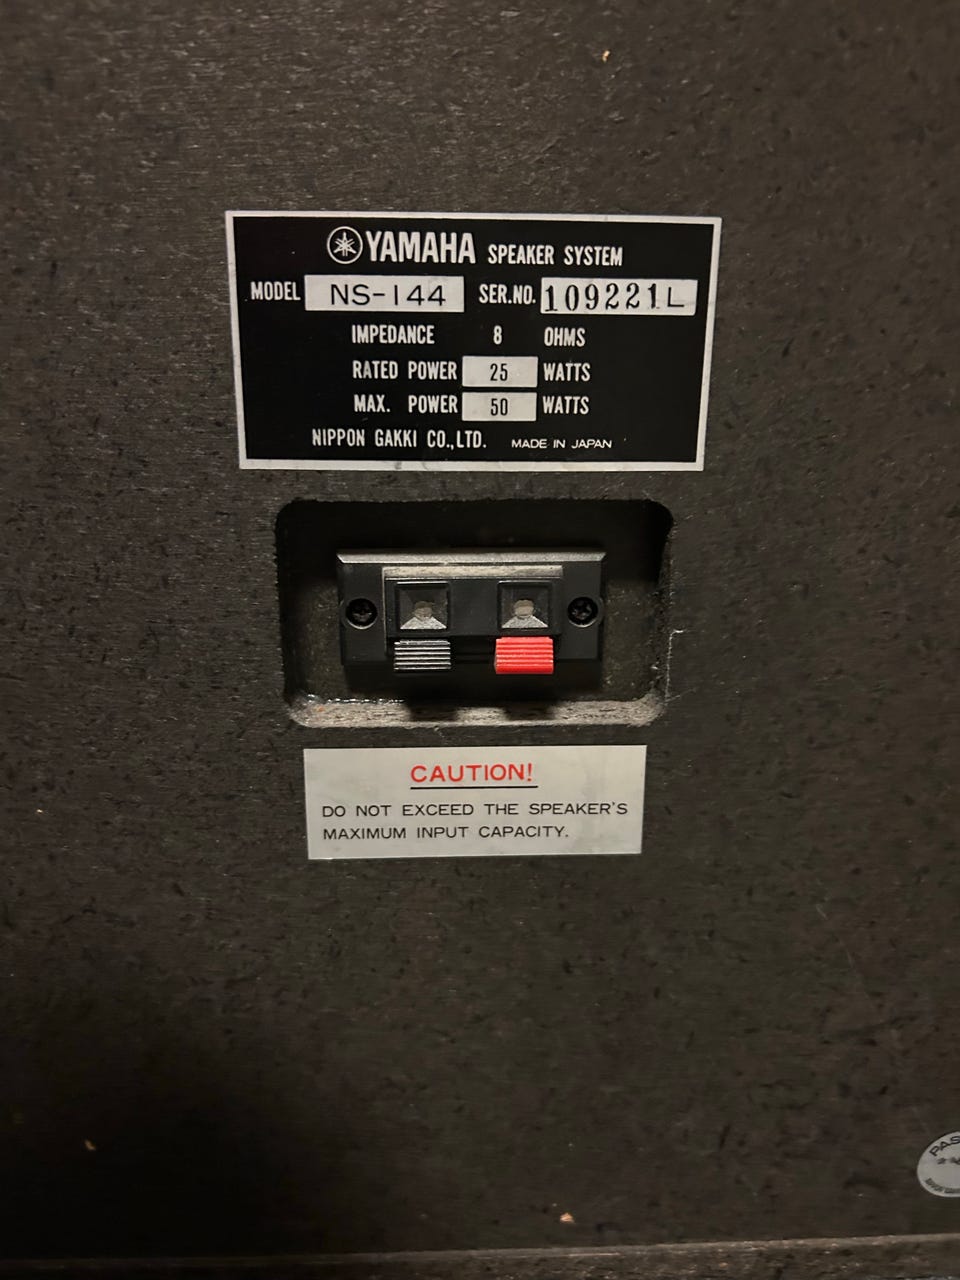 YAMAHA SPEAKER SYSTEM
MODEL NS-144 SER.NO. 109221L
IMPEDANCE 8 OHMS
RATED POWER 25 WATTS
MAX. POWER 50 WATTS
NIPPON GAKKI CO.,LTD. MADE IN JAPAN
CAUTION!
DO NOT EXCEED THE SPEAKER'S
MAXIMUM INPUT CAPACITY.